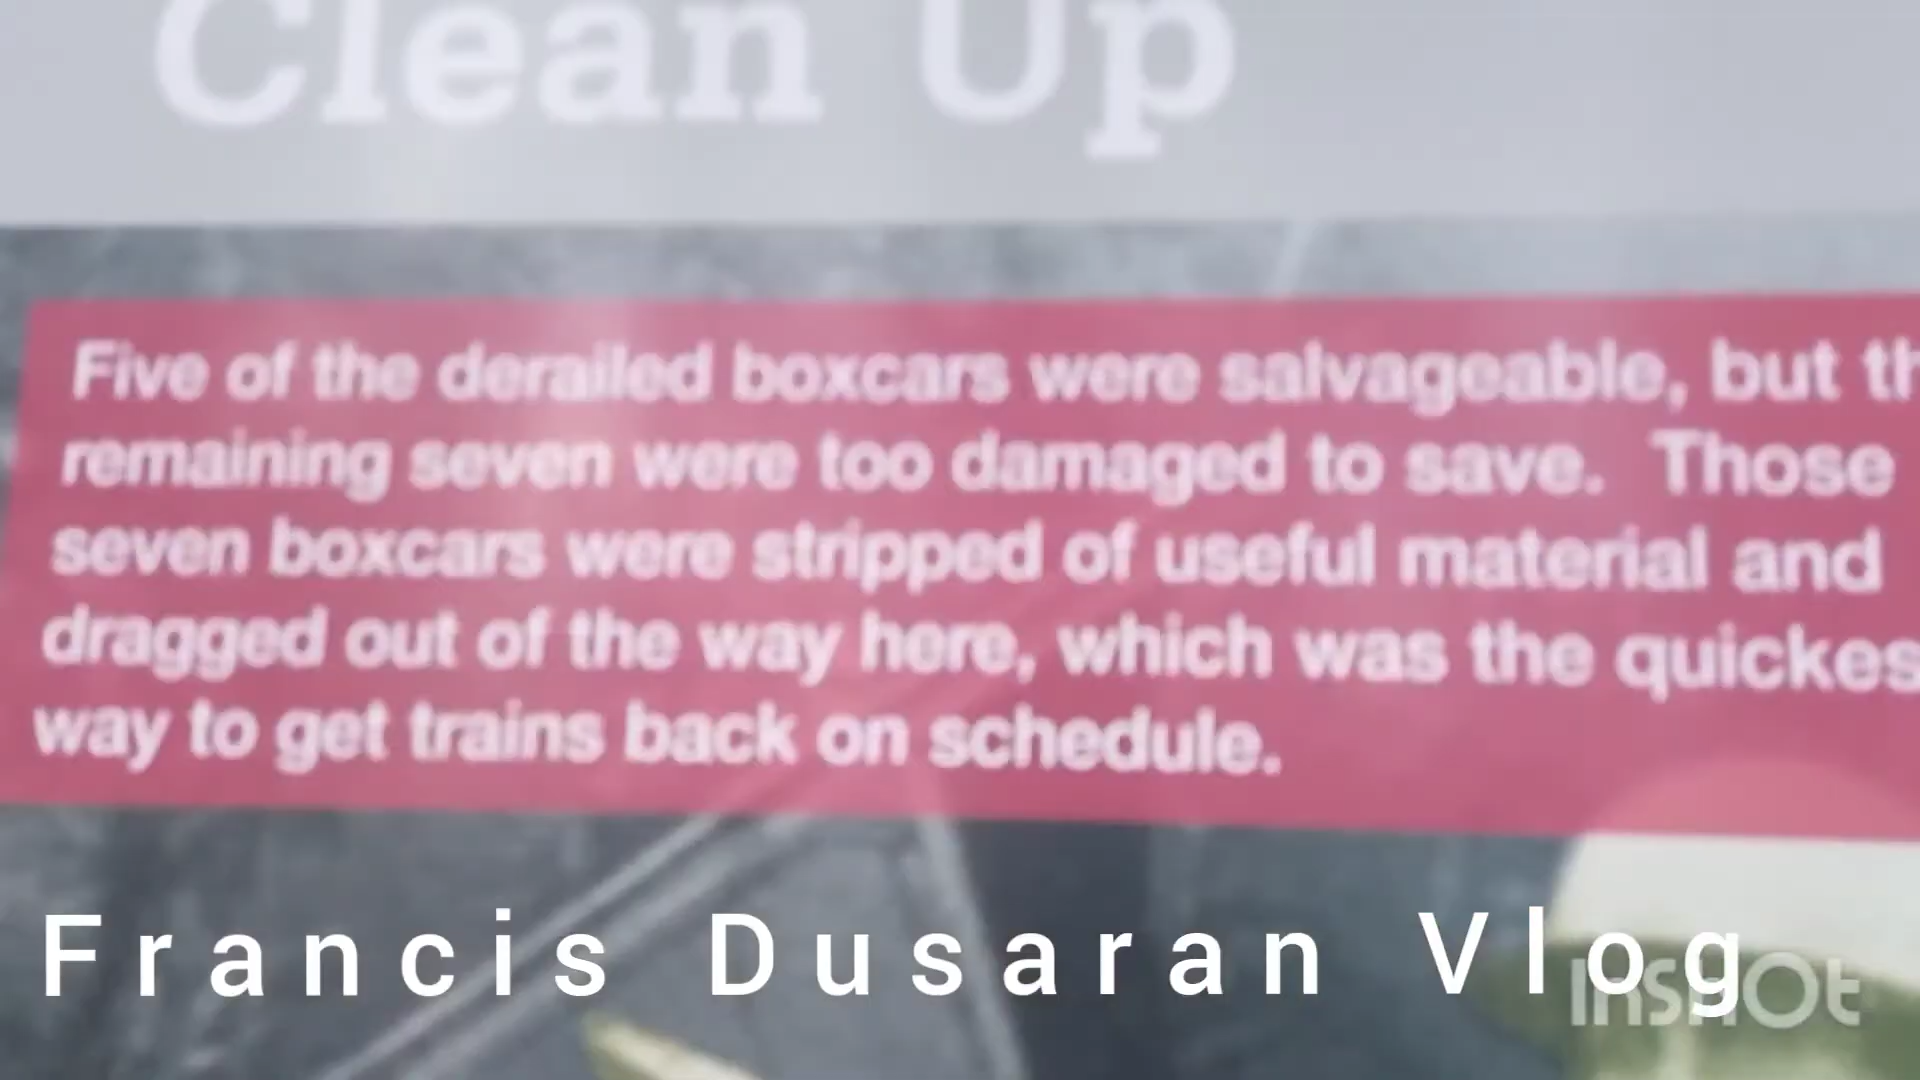 Clean Up
Five of the derailed boxcars were salvageable, but th
remaining seven were too damaged to save. Those
seven boxcars were stripped of useful material and
dragged out of the way here, which was the quickes
way to get trains back on schedule.
Francis Dusaran Vlog
InShOt